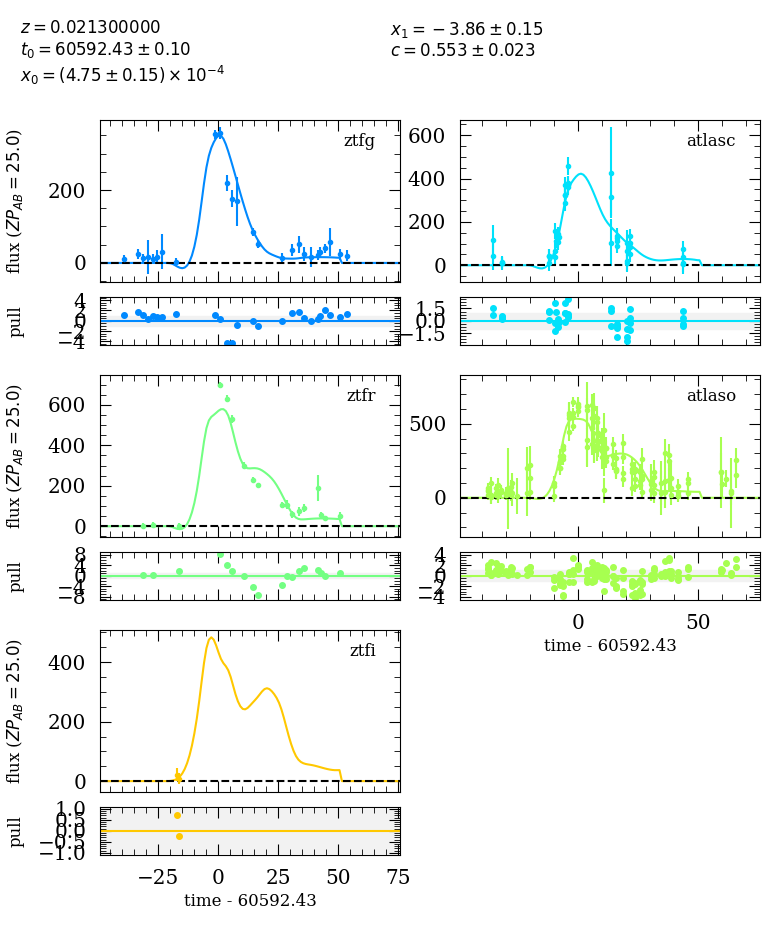 z = 0.021300000
t₀ = 60592.43 ± 0.10
x₀ = (4.75 ± 0.15) × 10⁻⁴
x₁ = −3.86 ± 0.15
c = 0.553 ± 0.023
flux (ZP_AB = 25.0)
200
0
ztfg
600
400
200
0
atlasc
pull
4
2
0
−2
−4
1.5
0.0
−1.5
flux (ZP_AB = 25.0)
600
400
200
0
ztfr
500
0
atlaso
pull
8
4
0
−4
−8
4
2
0
−2
−4
0
50
time - 60592.43
flux (ZP_AB = 25.0)
400
200
0
ztfi
pull
1.0
0.5
0.0
−0.5
−1.0
−25
0
25
50
75
time - 60592.43